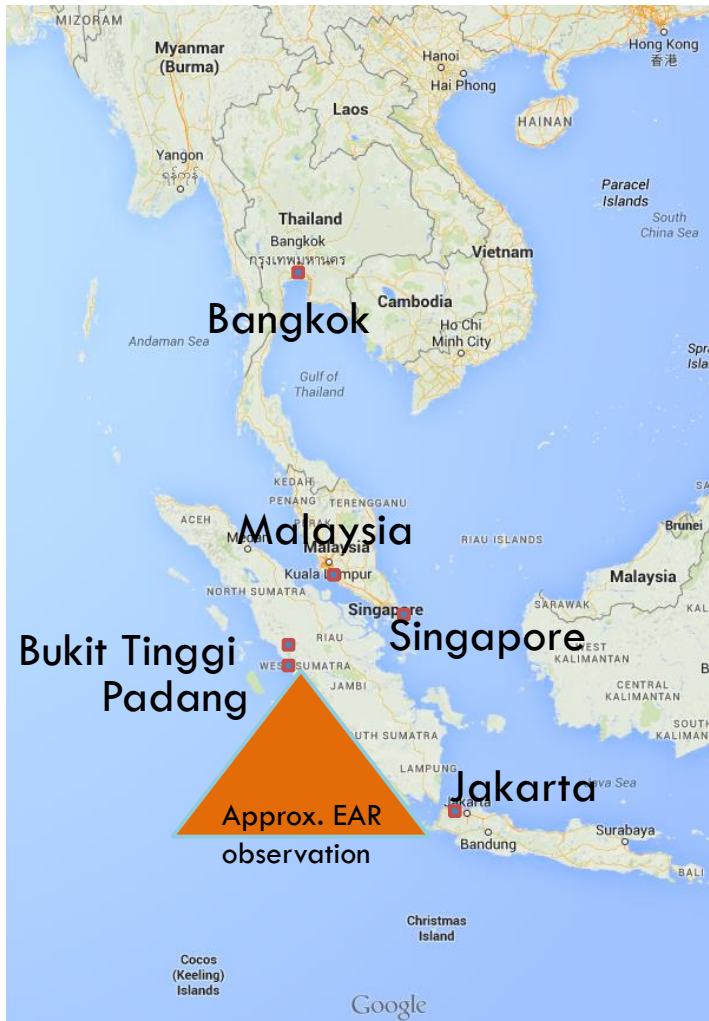 MIZORAM
Myanmar
(Burma)
Hanoi
Hai Phong
Hong Kong
香港
Laos
HAINAN
Yangon
ရန်ကုန်
Paracel
Islands
South
China Sea
Thailand
Bangkok
กรุงเทพมหานคร
Vietnam
Cambodia
Bangkok
Ho Chi
Minh City
Andaman Sea
Gulf of
Thailand
KEDAH
PENANG
TERENGGANU
ACEH
Malaysia
Malaysia
RIAU ISLANDS
Brunei
Kuala Lumpur
Malaysia
NORTH SUMATRA
Singapore
SARAWAK
Singapore
RIAU
Bukit Tinggi
WEST SUMATRA
WEST
KALIMANTAN
Padang
JAMBI
CENTRAL
KALIMANTAN
SOUTH SUMATRA
LAMPUNG
Jakarta
Java Sea
Jakarta
Approx. EAR
observation
Bandung
Surabaya
BALI
Christmas
Island
Cocos
(Keeling)
Islands
Google